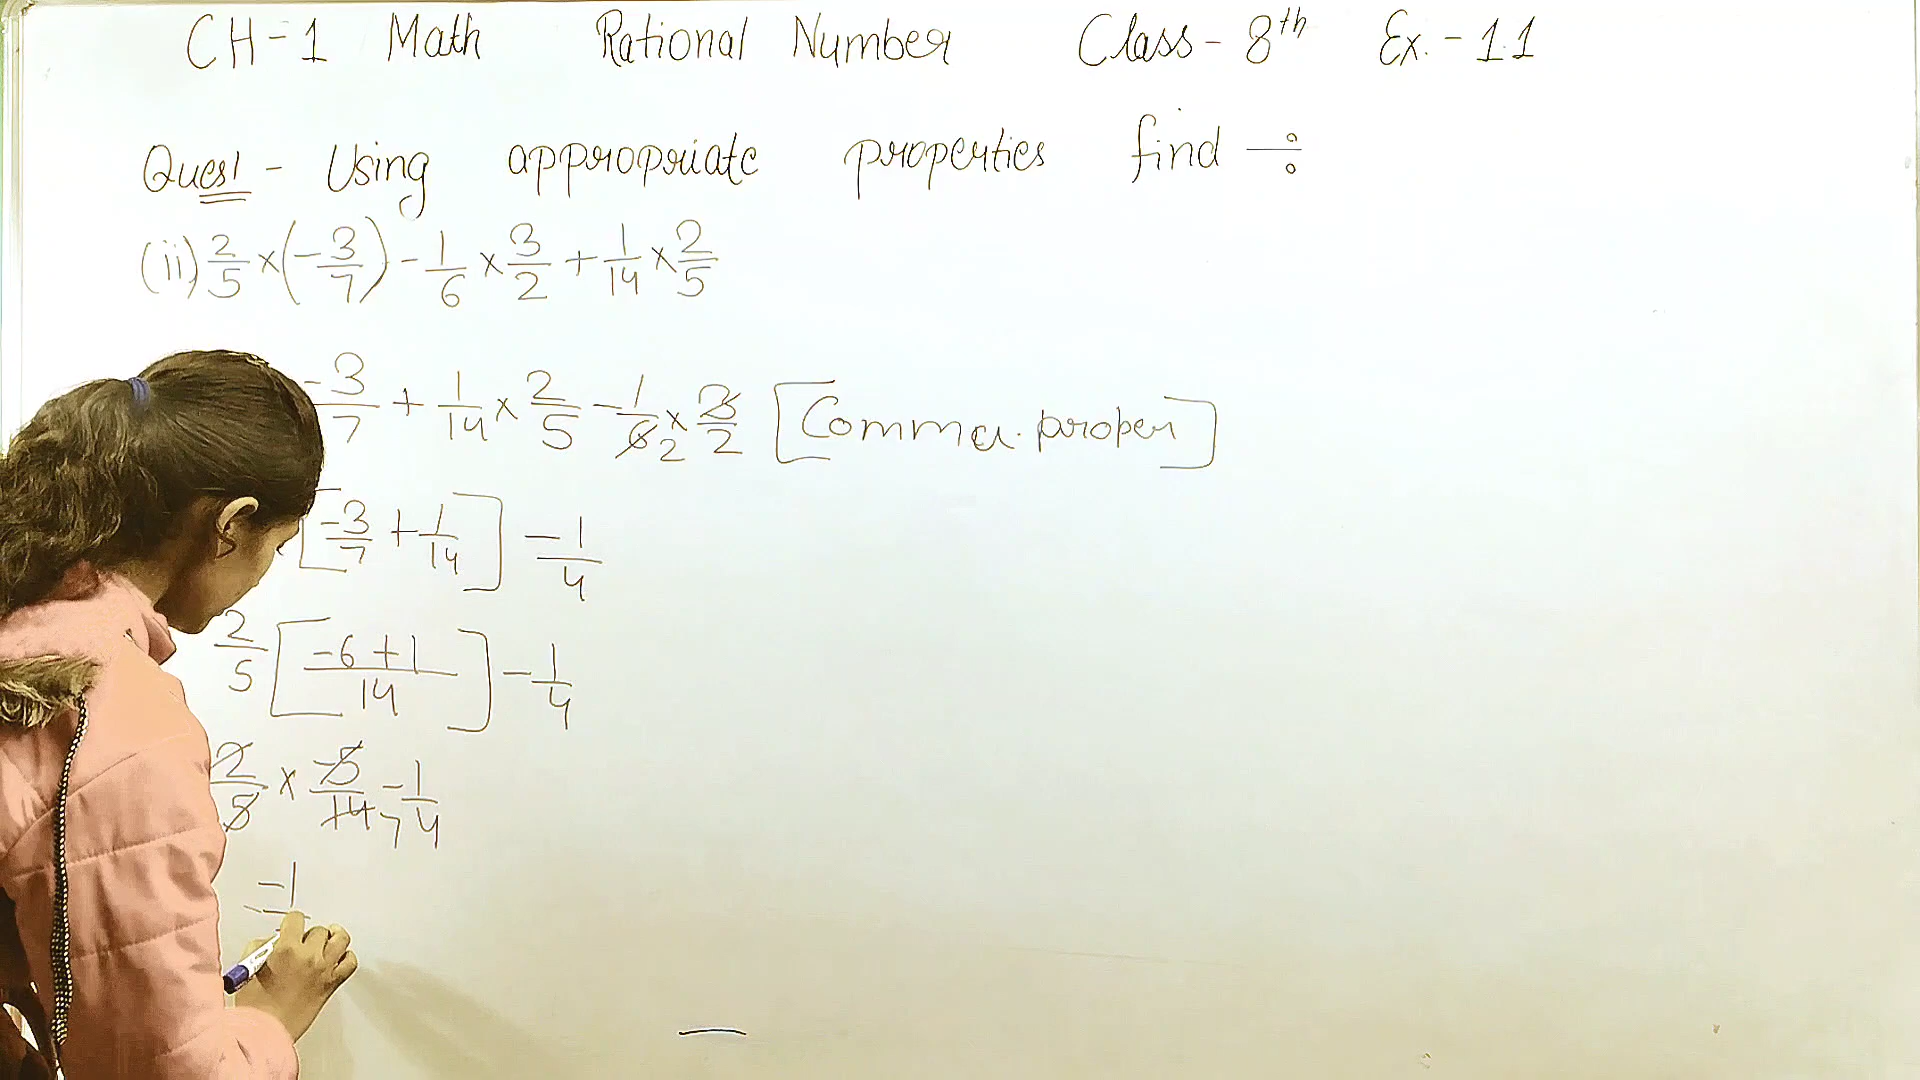 CH-1 Math Rational Number Class-8th Ex.-1.1
Ques1- Using appropriate properties find ÷
(ii) 2/5 × (-3/7) - 1/6 × 3/2 + 1/14 × 2/5
-3/7 + 1/14 × 2/5 - 1/6 2 × 3/2 [Commu. proper]
[-3/7 + 1/14] - 1/4
2/5 [-6+1/14] - 1/4
2/5 × -5/14 7 - 1/4
-1